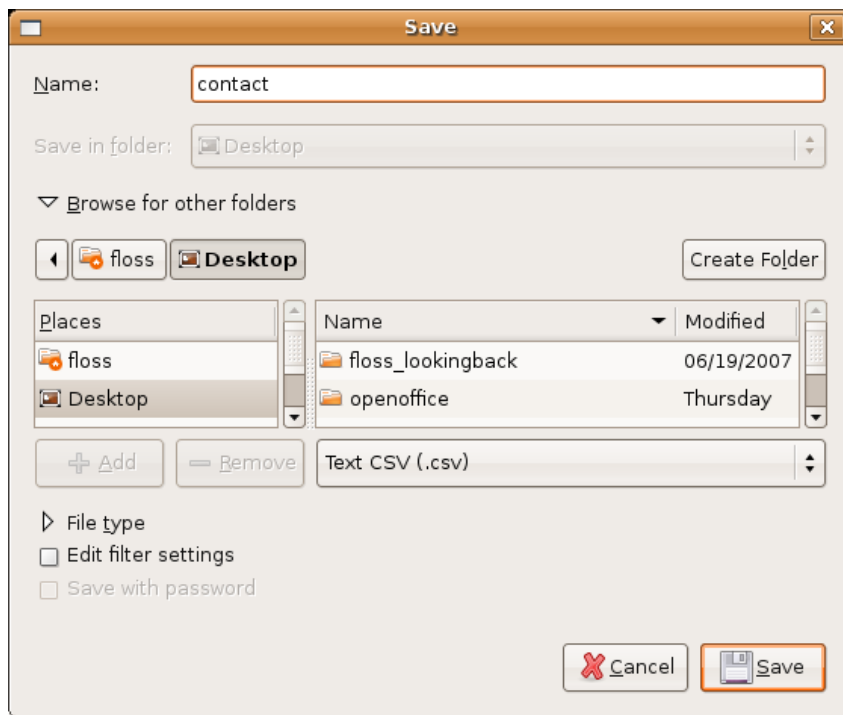 Save
Name: contact
Save in folder: Desktop
Browse for other folders
floss Desktop Create Folder
Places Name Modified
floss floss_lookingback 06/19/2007
Desktop openoffice Thursday
Add Remove Text CSV (.csv)
File type
Edit filter settings
Save with password
Cancel Save